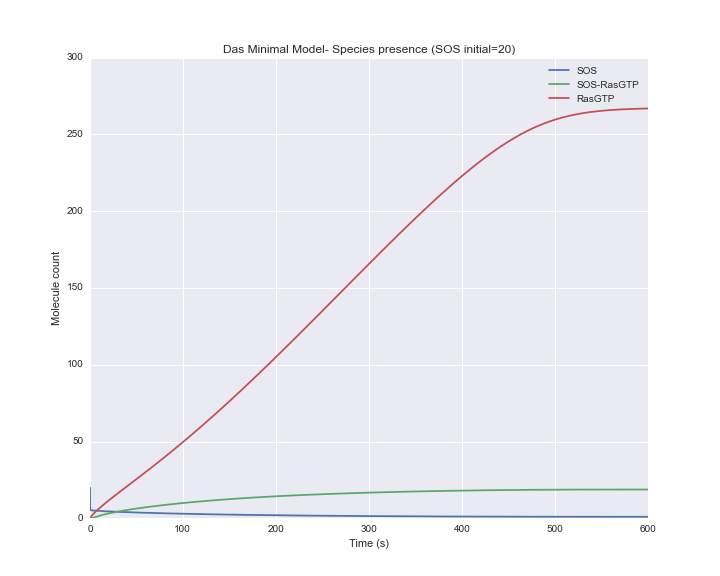 Das Minimal Model- Species presence (SOS initial=20)
300
250
200
150
100
50
0
Molecule count
SOS
SOS-RasGTP
RasGTP
0 100 200 300 400 500 600
Time (s)